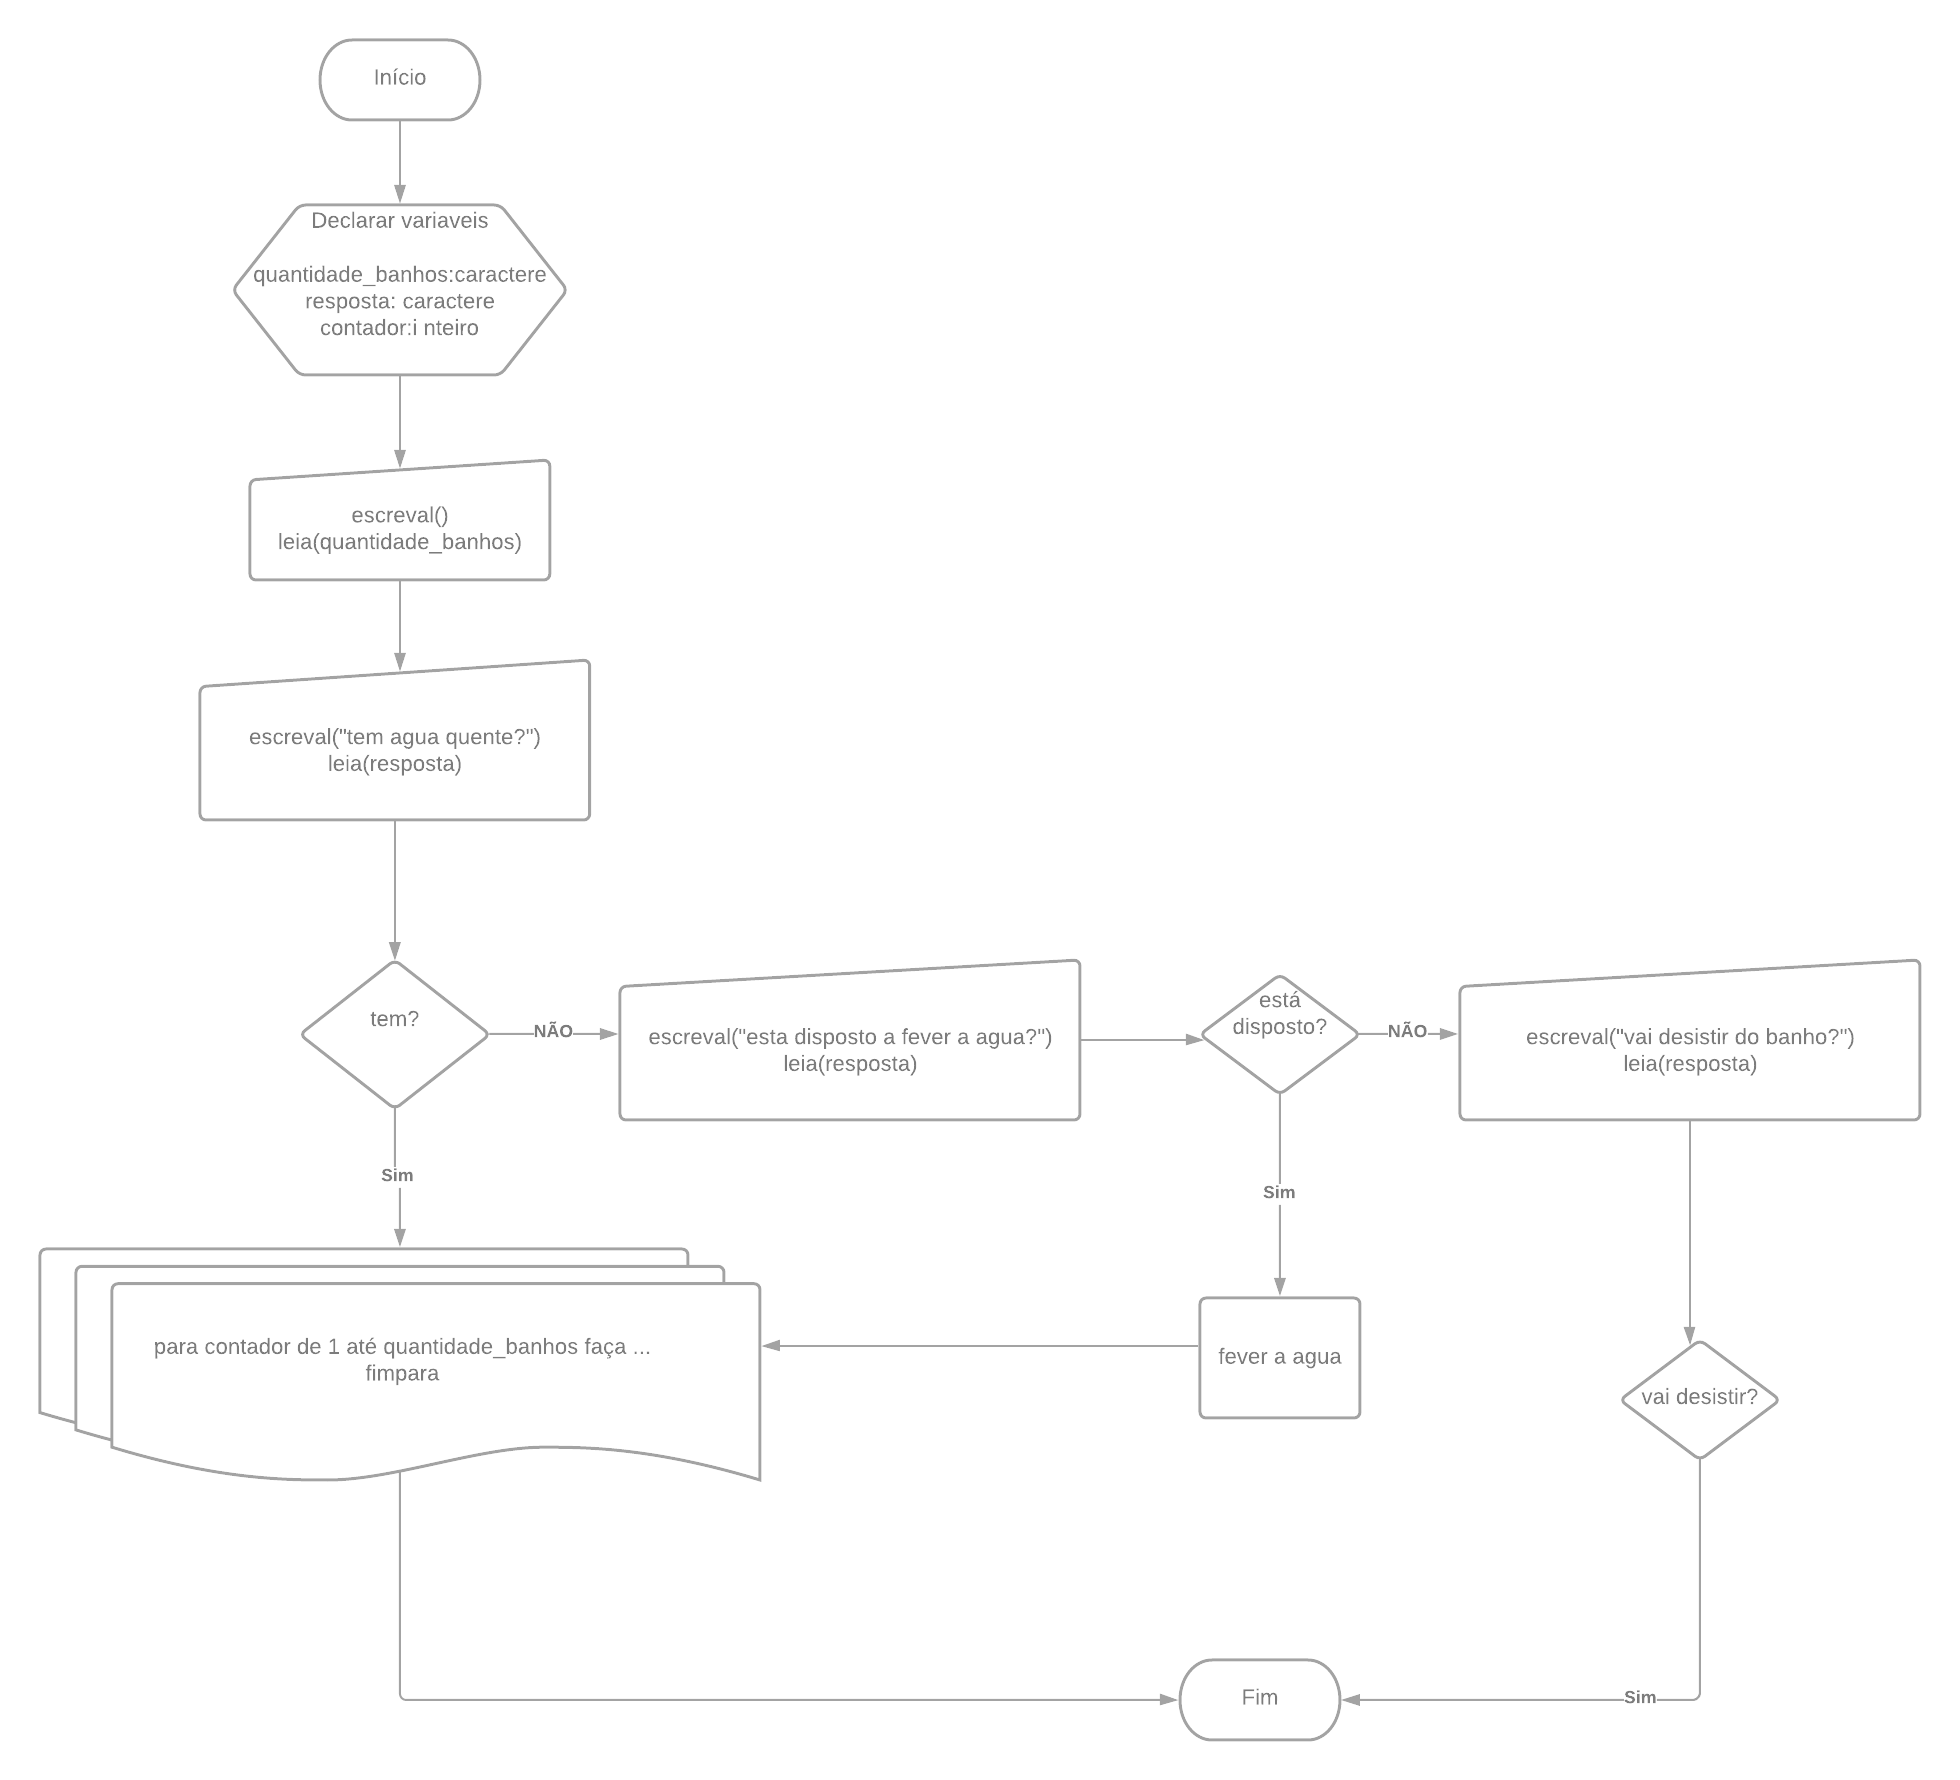 Início
Declarar variaveis
quantidade_banhos:caractere
resposta: caractere
contador:i nteiro
escreval()
leia(quantidade_banhos)
escreval("tem agua quente?")
leia(resposta)
tem?
NÃO
escreval("esta disposto a fever a agua?")
leia(resposta)
está
disposto?
NÃO
escreval("vai desistir do banho?")
leia(resposta)
Sim
Sim
para contador de 1 até quantidade_banhos faça ...
fimpara
fever a agua
vai desistir?
Fim
Sim